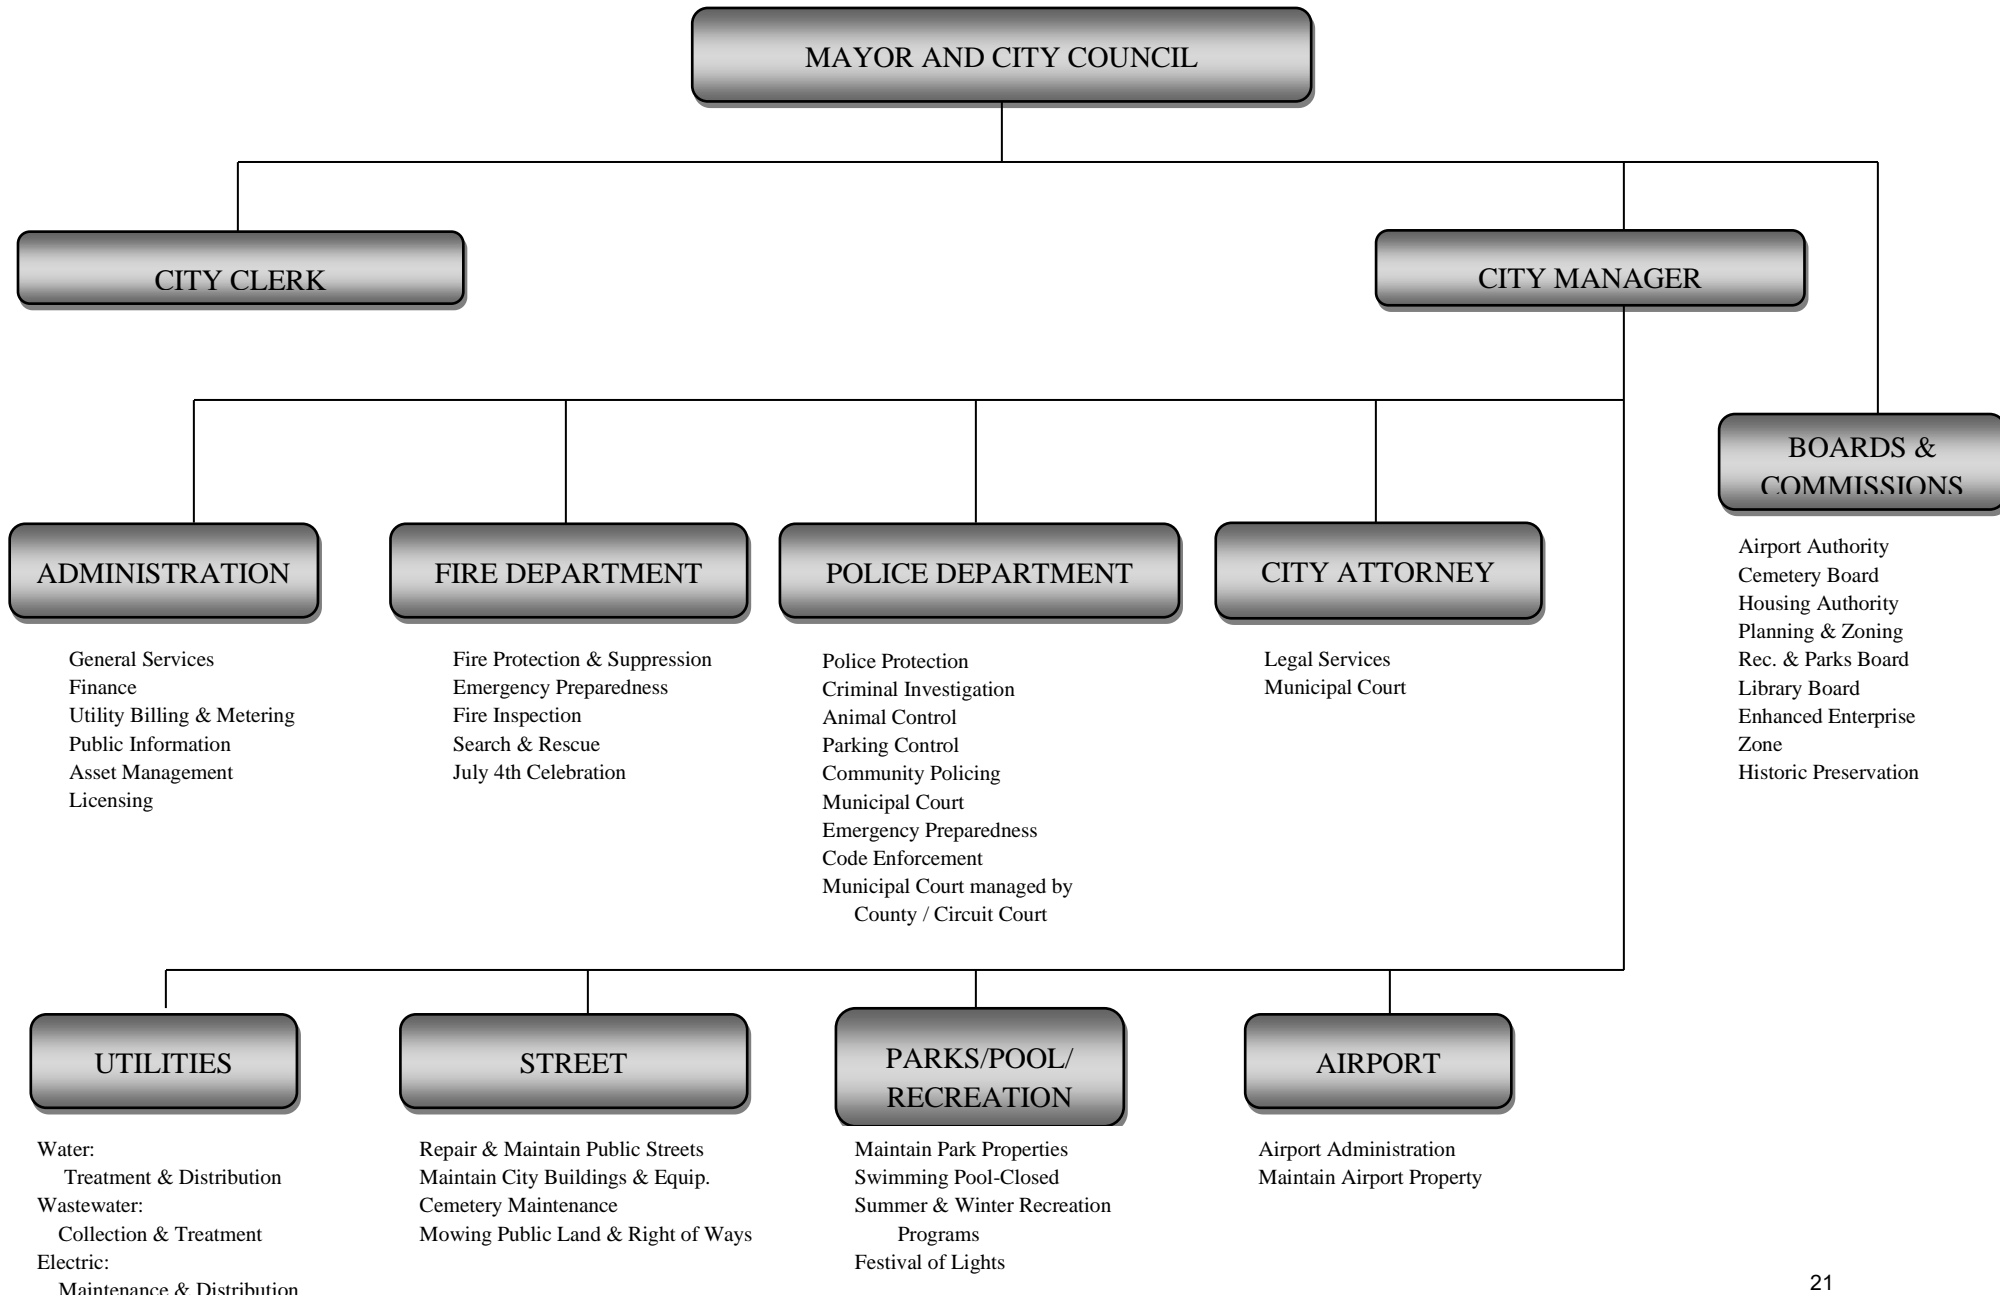 MAYOR AND CITY COUNCIL
CITY CLERK
CITY MANAGER
BOARDS &
COMMISSIONS
Airport Authority
Cemetery Board
Housing Authority
Planning & Zoning
Rec. & Parks Board
Library Board
Enhanced Enterprise
Zone
Historic Preservation
ADMINISTRATION
General Services
Finance
Utility Billing & Metering
Public Information
Asset Management
Licensing
FIRE DEPARTMENT
Fire Protection & Suppression
Emergency Preparedness
Fire Inspection
Search & Rescue
July 4th Celebration
POLICE DEPARTMENT
Police Protection
Criminal Investigation
Animal Control
Parking Control
Community Policing
Municipal Court
Emergency Preparedness
Code Enforcement
Municipal Court managed by
County / Circuit Court
CITY ATTORNEY
Legal Services
Municipal Court
UTILITIES
Water:
Treatment & Distribution
Wastewater:
Collection & Treatment
Electric:
Maintenance & Distribution
STREET
Repair & Maintain Public Streets
Maintain City Buildings & Equip.
Cemetery Maintenance
Mowing Public Land & Right of Ways
PARKS/POOL/
RECREATION
Maintain Park Properties
Swimming Pool-Closed
Summer & Winter Recreation
Programs
Festival of Lights
AIRPORT
Airport Administration
Maintain Airport Property
21